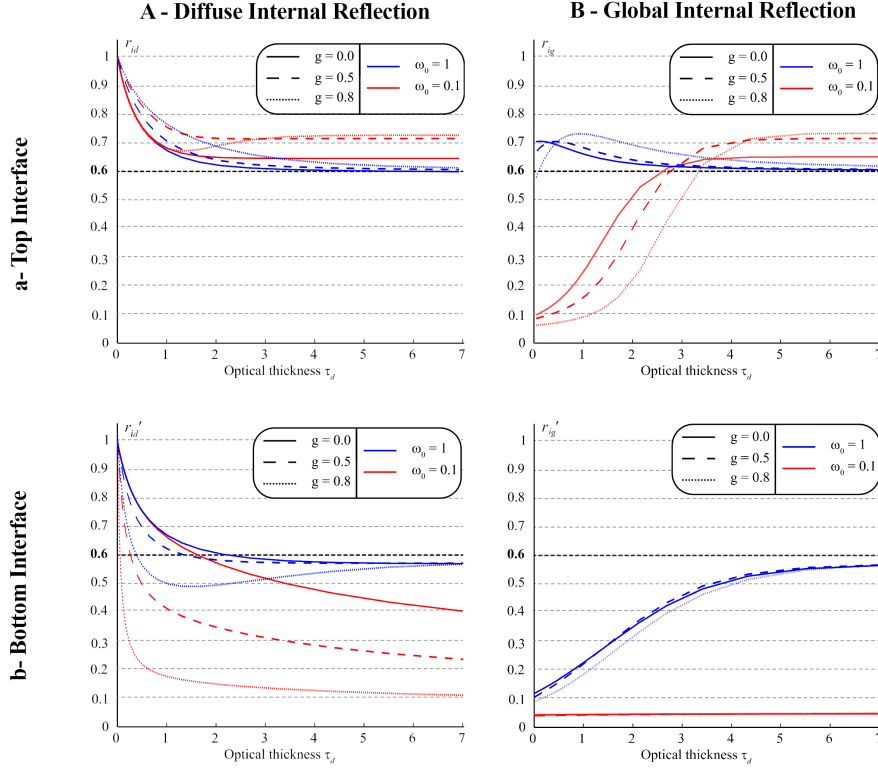 A - Diffuse Internal Reflection
B - Global Internal Reflection
a- Top Interface
r_id
1
0.9
0.8
0.7
0.6
0.5
0.4
0.3
0.2
0.1
0
0 1 2 3 4 5 6 7
Optical thickness τ_d
g = 0.0
g = 0.5
g = 0.8
ω₀ = 1
ω₀ = 0.1
r_ig
1
0.9
0.8
0.7
0.6
0.5
0.4
0.3
0.2
0.1
0
0 1 2 3 4 5 6 7
Optical thickness τ_d
g = 0.0
g = 0.5
g = 0.8
ω₀ = 1
ω₀ = 0.1
b- Bottom Interface
r_id'
1
0.9
0.8
0.7
0.6
0.5
0.4
0.3
0.2
0.1
0
0 1 2 3 4 5 6 7
Optical thickness τ_d
g = 0.0
g = 0.5
g = 0.8
ω₀ = 1
ω₀ = 0.1
r_ig'
1
0.9
0.8
0.7
0.6
0.5
0.4
0.3
0.2
0.1
0
0 1 2 3 4 5 6 7
Optical thickness τ_d
g = 0.0
g = 0.5
g = 0.8
ω₀ = 1
ω₀ = 0.1